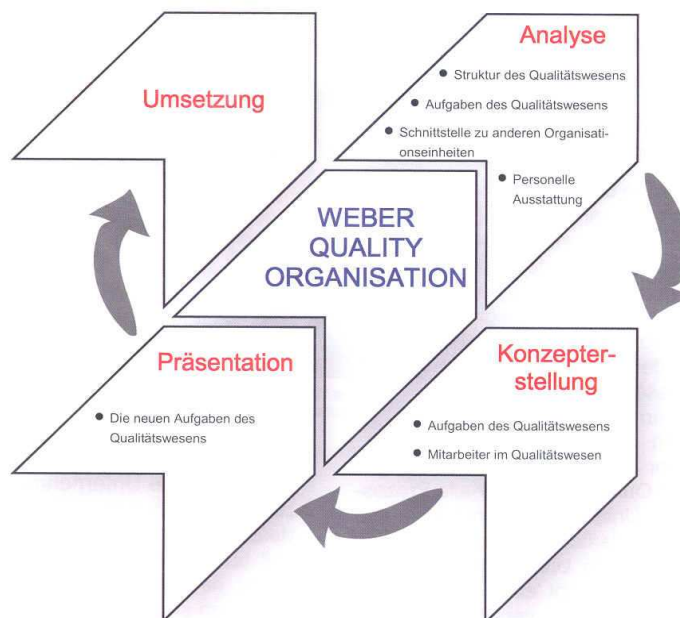 Umsetzung
Analyse
Struktur des Qualitätswesens
Aufgaben des Qualitätswesens
Schnittstelle zu anderen Organisati-
onseinheiten
Personelle
Ausstattung
WEBER
QUALITY
ORGANISATION
Präsentation
Die neuen Aufgaben des
Qualitätswesens
Konzepter-
stellung
Aufgaben des Qualitätswesens
Mitarbeiter im Qualitätswesen